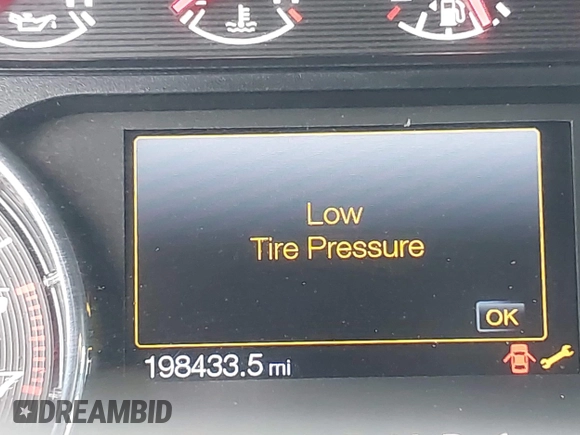 Low
Tire Pressure
OK
198433.5 mi
DREAMBID